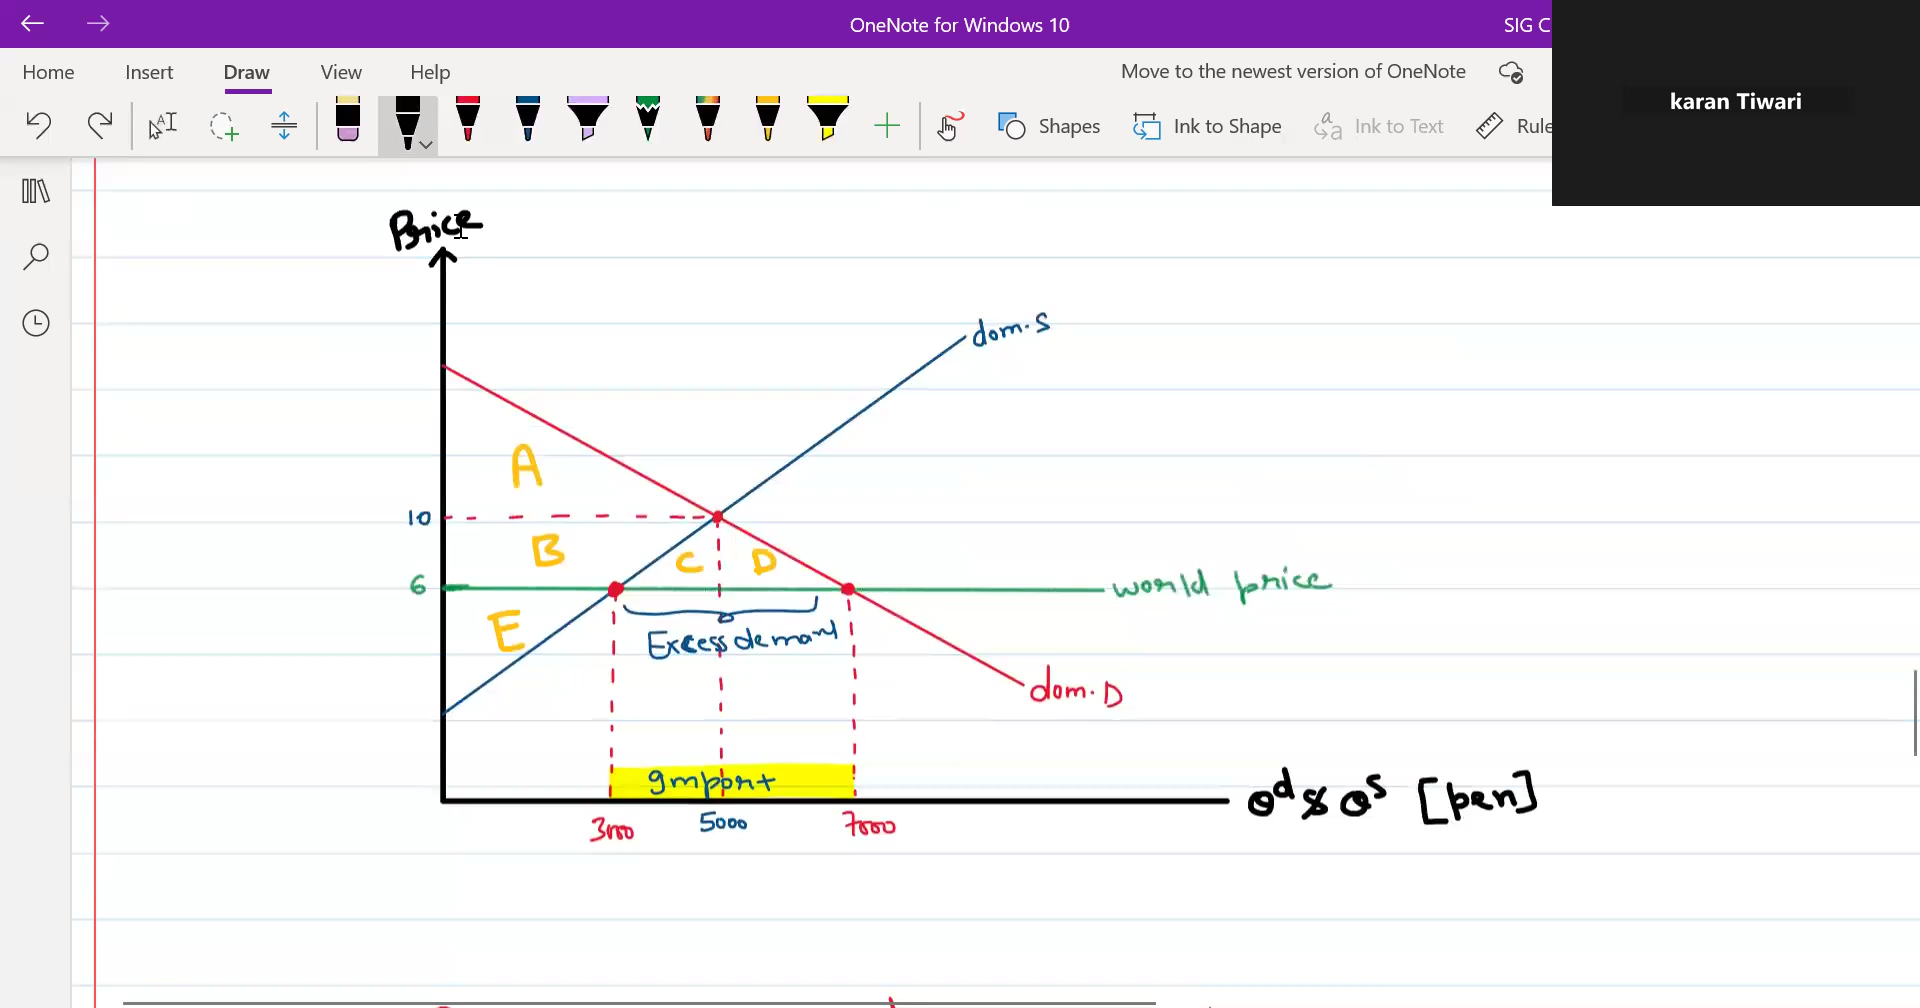 OneNote for Windows 10
SIG C
Home Insert Draw View Help
Move to the newest version of OneNote
karan Tiwari
Shapes Ink to Shape Ink to Text Rule
Price
dom. S
A
10
B C D
6
world price
E
Excess demand
dom. D
Import
Qd & Qs [pen]
3000 5000 7000